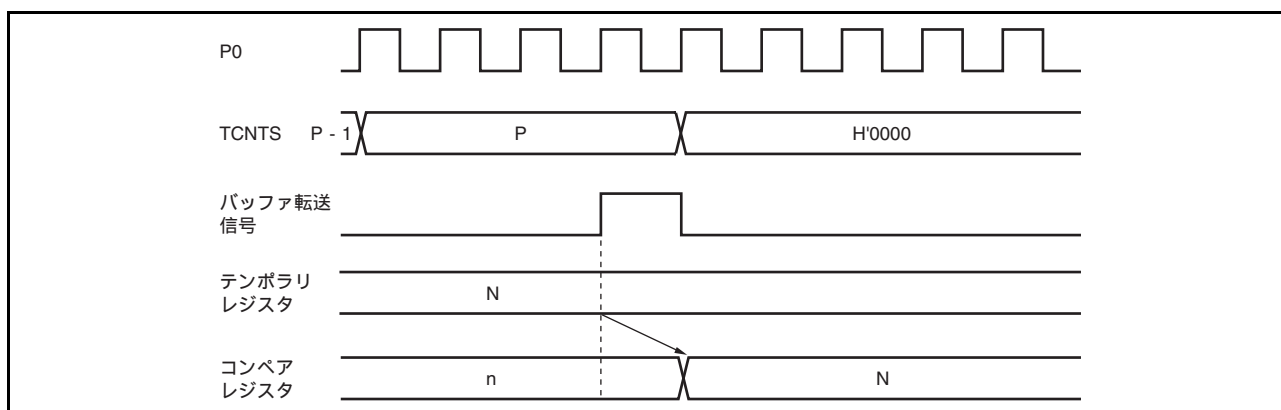 P0
TCNTS P - 1 P H'0000
バッファ転送
信号
テンポラリ
レジスタ
N
コンペア
レジスタ
n N